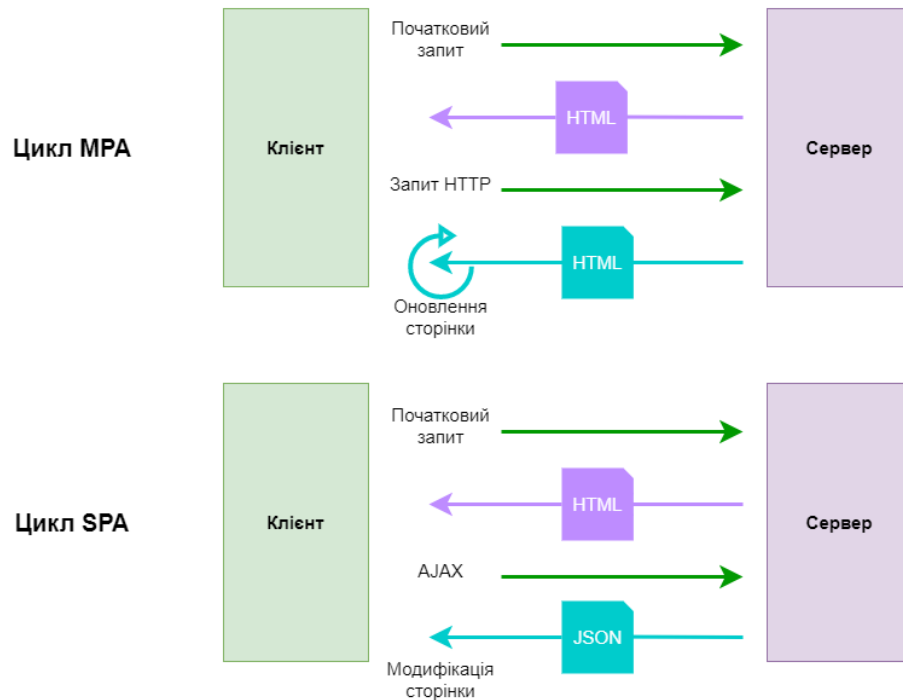 Початковий
запит
HTML
Цикл MPA
Клієнт
Сервер
Запит HTTP
HTML
Оновлення
сторінки
Початковий
запит
HTML
Цикл SPA
Клієнт
Сервер
AJAX
JSON
Модифікація
сторінки